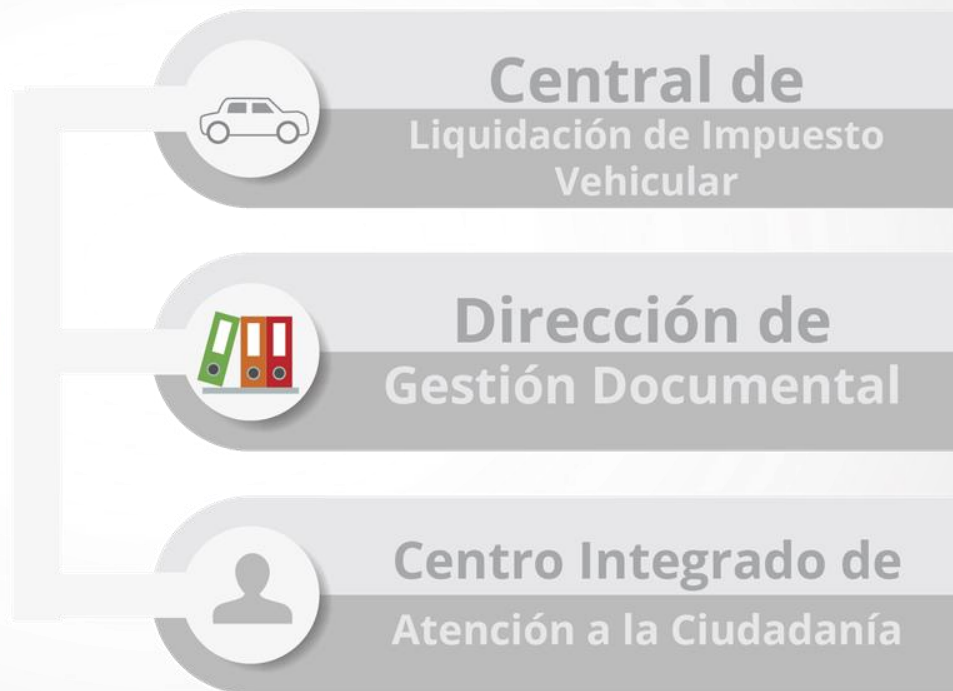 Central de
Liquidación de Impuesto
Vehicular
Dirección de
Gestión Documental
Centro Integrado de
Atención a la Ciudadanía